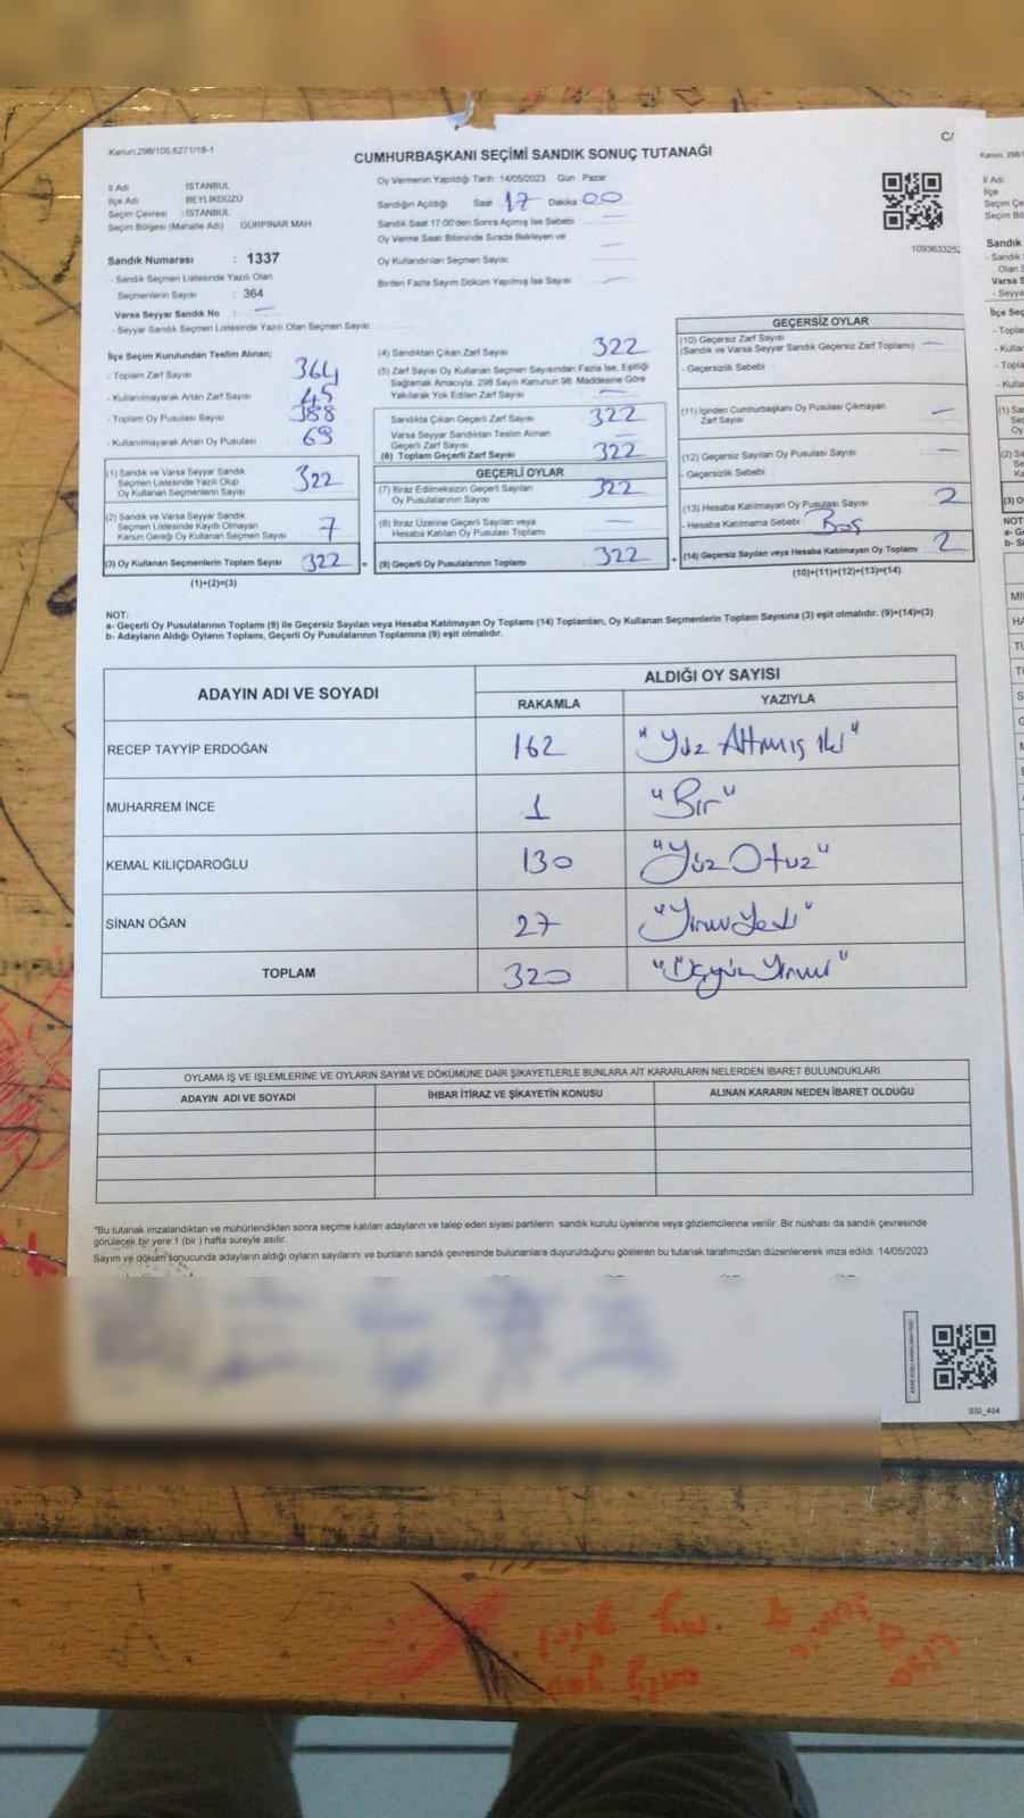 Kanun:298/105.6271/18-1
C/
CUMHURBAŞKANI SEÇİMİ SANDIK SONUÇ TUTANAĞI
İl Adı İSTANBUL
İlçe Adı BEYLİKDÜZÜ
Seçim Çevresi :İSTANBUL
Seçim Bölgesi (Mahalle Adı) GÜRPINAR MAH
Sandık Numarası : 1337
- Sandık Seçmen Listesinde Yazılı Olan
Seçmenlerin Sayısı : 364
Varsa Seyyar Sandık No : —
- Seyyar Sandık Seçmen Listesinde Yazılı Olan Seçmen Sayısı
Oy Vermenin Yapıldığı Tarih 14/05/2023 Gün Pazar
Sandığın Açıldığı Saat 17 Dakika 00
Sandık Saat 17:00'den Sonra Açılmış İse Sebebi —
Oy Verme Saati Bitiminde Sırada Bekleyen ve
Oy Kullandırılan Seçmen Sayısı —
Birden Fazla Sayım Döküm Yapılmış İse Sayısı —
İlçe Seçim Kurulundan Teslim Alınan;
- Toplam Zarf Sayısı 364
- Kullanılmayarak Artan Zarf Sayısı 45
- Toplam Oy Pusulası Sayısı 388
- Kullanılmayarak Artan Oy Pusulası 69
(1) Sandık ve Varsa Seyyar Sandık
Seçmen Listesinde Yazılı Olup
Oy Kullanan Seçmenlerin Sayısı 322
(2) Sandık ve Varsa Seyyar Sandık
Seçmen Listesinde Kayıtlı Olmayan
Kanun Gereği Oy Kullanan Seçmen Sayısı 7
(3) Oy Kullanan Seçmenlerin Toplam Sayısı 322 =
(1)+(2)=(3)
(4) Sandıktan Çıkan Zarf Sayısı 322
(5) Zarf Sayısı Oy Kullanan Seçmen Sayısından Fazla İse, Eşitliği
Sağlamak Amacıyla, 298 Sayılı Kanunun 98. Maddesine Göre
Yakılarak Yok Edilen Zarf Sayısı —
Sandıkta Çıkan Geçerli Zarf Sayısı 322
Varsa Seyyar Sandıktan Teslim Alınan
Geçerli Zarf Sayısı —
(6) Toplam Geçerli Zarf Sayısı 322
GEÇERLİ OYLAR
(7) İtiraz Edilmeksizin Geçerli Sayılan
Oy Pusulalarının Sayısı 322
(8) İtiraz Üzerine Geçerli Sayılan veya
Hesaba Katılan Oy Pusulası Toplamı —
(9) Geçerli Oy Pusulalarının Toplamı 322 +
GEÇERSİZ OYLAR
(10) Geçersiz Zarf Sayısı
(Sandık ve Varsa Seyyar Sandık Geçersiz Zarf Toplamı) —
- Geçersizlik Sebebi
(11) İçinden Cumhurbaşkanı Oy Pusulası Çıkmayan
Zarf Sayısı —
(12) Geçersiz Sayılan Oy Pusulası Sayısı —
- Geçersizlik Sebebi
(13) Hesaba Katılmayan Oy Pusulası Sayısı 2
- Hesaba Katılmama Sebebi Boş
(14) Geçersiz Sayılan veya Hesaba Katılmayan Oy Toplamı 2
(10)+(11)+(12)+(13)=(14)
NOT:
a- Geçerli Oy Pusulalarının Toplamı (9) ile Geçersiz Sayılan veya Hesaba Katılmayan Oy Toplamı (14) Toplamları, Oy Kullanan Seçmenlerin Toplam Sayısına (3) eşit olmalıdır. (9)+(14)=(3)
b- Adayların Aldığı Oyların Toplamı, Geçerli Oy Pusulalarının Toplamına (9) eşit olmalıdır.
ADAYIN ADI VE SOYADI ALDIĞI OY SAYISI
RAKAMLA YAZIYLA
RECEP TAYYİP ERDOĞAN 162 "Yüz Altmış iki"
MUHARREM İNCE 1 "Bir"
KEMAL KILIÇDAROĞLU 130 "Yüz Otuz"
SİNAN OĞAN 27 "Yirmi Yedi"
TOPLAM 320 "Üçyüz Yirmi"
OYLAMA İŞ VE İŞLEMLERİNE VE OYLARIN SAYIM VE DÖKÜMÜNE DAİR ŞİKAYETLERLE BUNLARA AİT KARARLARIN NELERDEN İBARET BULUNDUKLARI
ADAYIN ADI VE SOYADI İHBAR İTİRAZ VE ŞİKAYETİN KONUSU ALINAN KARARIN NEDEN İBARET OLDUĞU
"Bu tutanak imzalandıktan ve mühürlendikten sonra seçime katılan adayların ve talep eden siyasi partilerin sandık kurulu üyelerine veya gözlemcilerine verilir. Bir nüshası da sandık çevresinde
görülecek bir yere 1 (bir ) hafta süreyle asılır.
Sayım ve döküm sonucunda adayların aldığı oyların sayılarını ve bunların sandık çevresinde bulunanlara duyurulduğunu gösteren bu tutanak tarafımızdan düzenlenerek imza edildi. 14/05/2023